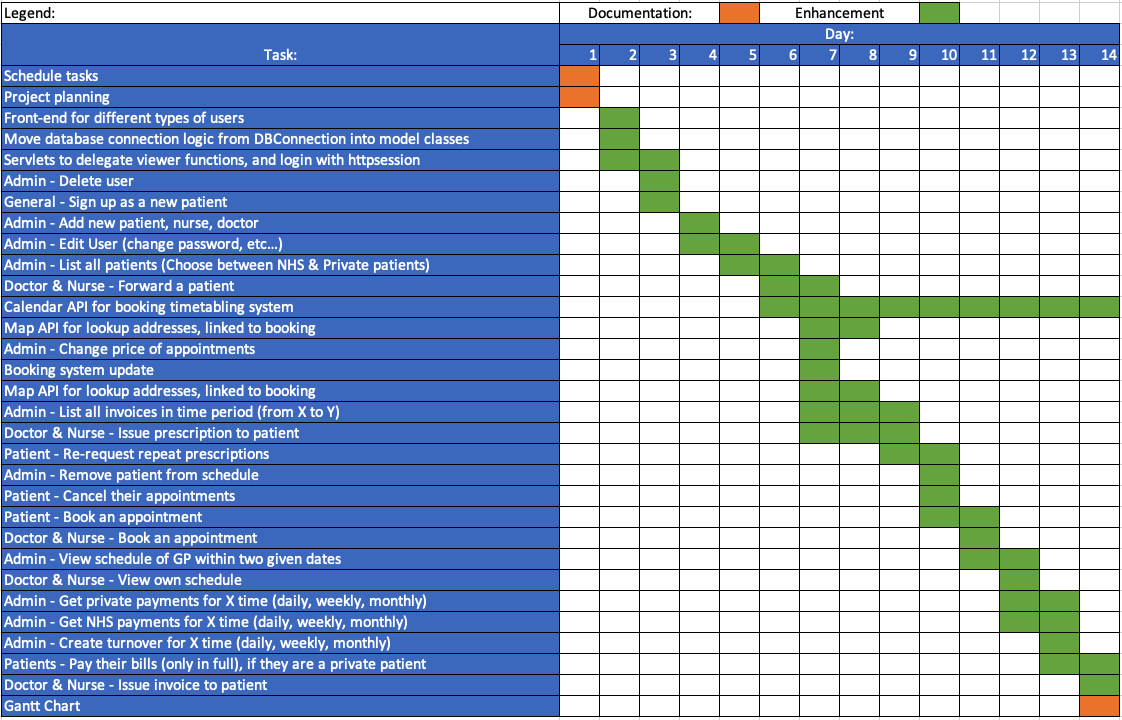 Legend: Documentation: Enhancement
Day:
Task: 1 2 3 4 5 6 7 8 9 10 11 12 13 14
Schedule tasks
Project planning
Front-end for different types of users
Move database connection logic from DBConnection into model classes
Servlets to delegate viewer functions, and login with httpsession
Admin - Delete user
General - Sign up as a new patient
Admin - Add new patient, nurse, doctor
Admin - Edit User (change password, etc...)
Admin - List all patients (Choose between NHS & Private patients)
Doctor & Nurse - Forward a patient
Calendar API for booking timetabling system
Map API for lookup addresses, linked to booking
Admin - Change price of appointments
Booking system update
Map API for lookup addresses, linked to booking
Admin - List all invoices in time period (from X to Y)
Doctor & Nurse - Issue prescription to patient
Patient - Re-request repeat prescriptions
Admin - Remove patient from schedule
Patient - Cancel their appointments
Patient - Book an appointment
Doctor & Nurse - Book an appointment
Admin - View schedule of GP within two given dates
Doctor & Nurse - View own schedule
Admin - Get private payments for X time (daily, weekly, monthly)
Admin - Get NHS payments for X time (daily, weekly, monthly)
Admin - Create turnover for X time (daily, weekly, monthly)
Patients - Pay their bills (only in full), if they are a private patient
Doctor & Nurse - Issue invoice to patient
Gantt Chart